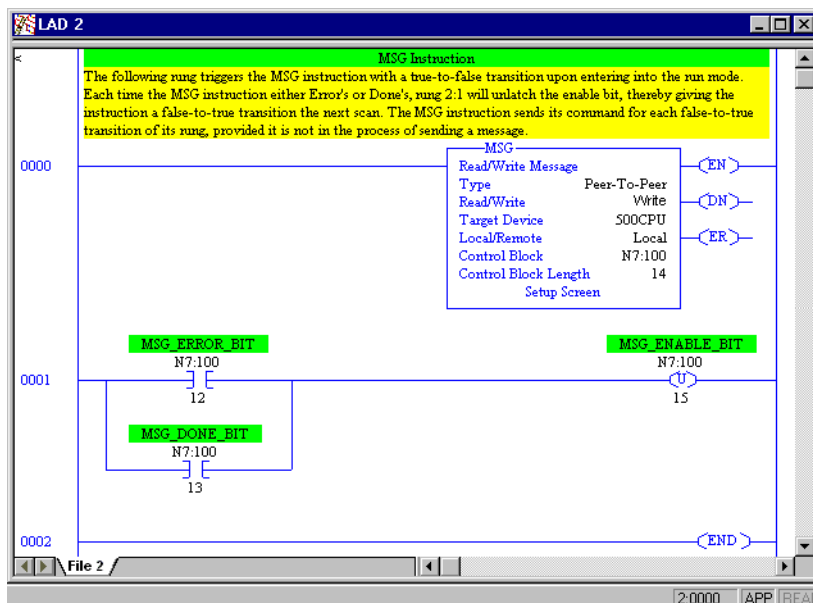 LAD 2
MSG Instruction
The following rung triggers the MSG instruction with a true-to-false transition upon entering into the run mode.
Each time the MSG instruction either Error's or Done's, rung 2:1 will unlatch the enable bit, thereby giving the
instruction a false-to-true transition the next scan. The MSG instruction sends its command for each false-to-true
transition of its rung, provided it is not in the process of sending a message.
0000
MSG
Read/Write Message
EN
Type Peer-To-Peer
Read/Write Write
DN
Target Device 500CPU
Local/Remote Local
ER
Control Block N7:100
Control Block Length 14
Setup Screen
MSG_ERROR_BIT MSG_ENABLE_BIT
N7:100 N7:100
0001 U
12 15
MSG_DONE_BIT
N7:100
13
0002 END
File 2
2:0000 APP READ